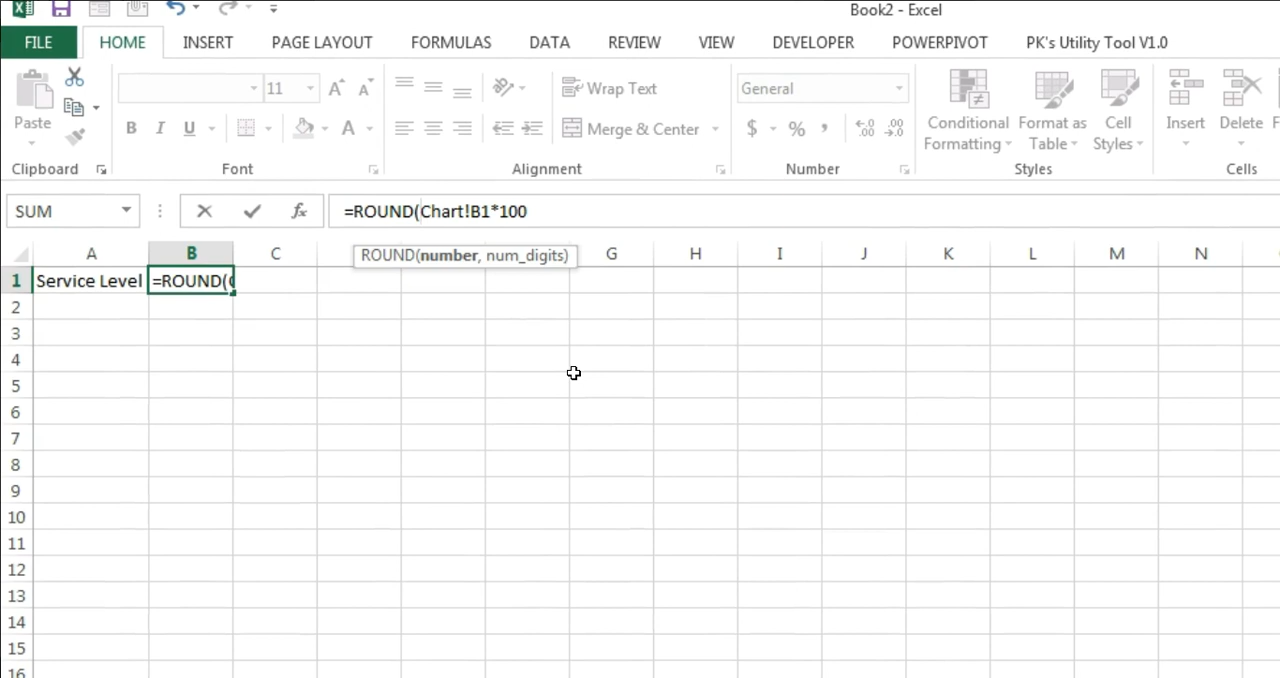 Book2 - Excel
FILE HOME INSERT PAGE LAYOUT FORMULAS DATA REVIEW VIEW DEVELOPER POWERPIVOT PK's Utility Tool V1.0
11 Wrap Text General
Paste B I U A Merge & Center $ % , Conditional Formatting Format as Table Cell Styles Insert Delete
Clipboard Font Alignment Number Styles Cells
SUM fx =ROUND(Chart!B1*100
ROUND(number, num_digits)
A B C G H I J K L M N
1 Service Level =ROUND(
2
3
4
5
6
7
8
9
10
11
12
13
14
15
16